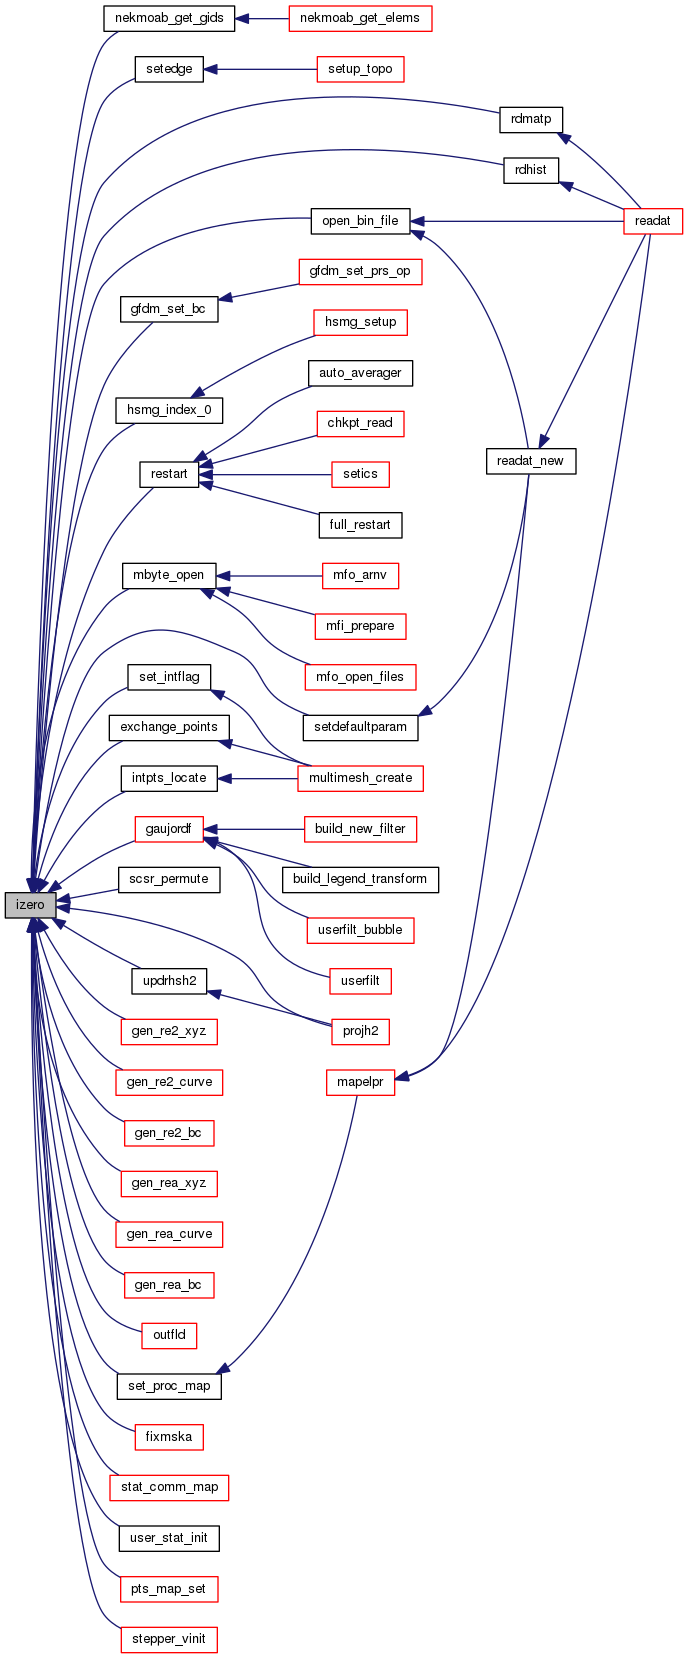 nekmoab_get_gids
nekmoab_get_elems
setedge
setup_topo
rdmatp
rdhist
readat
open_bin_file
gfdm_set_prs_op
gfdm_set_bc
hsmg_setup
auto_averager
hsmg_index_0
chkpt_read
readat_new
restart
setics
full_restart
mbyte_open
mfo_arnv
mfi_prepare
set_intflag
mfo_open_files
exchange_points
setdefaultparam
intpts_locate
multimesh_create
gaujordf
build_new_filter
scsr_permute
build_legend_transform
izero
userfilt_bubble
updrhsh2
userfilt
gen_re2_xyz
projh2
gen_re2_curve
mapelpr
gen_re2_bc
gen_rea_xyz
gen_rea_curve
gen_rea_bc
outfld
set_proc_map
fixmska
stat_comm_map
user_stat_init
pts_map_set
stepper_vinit